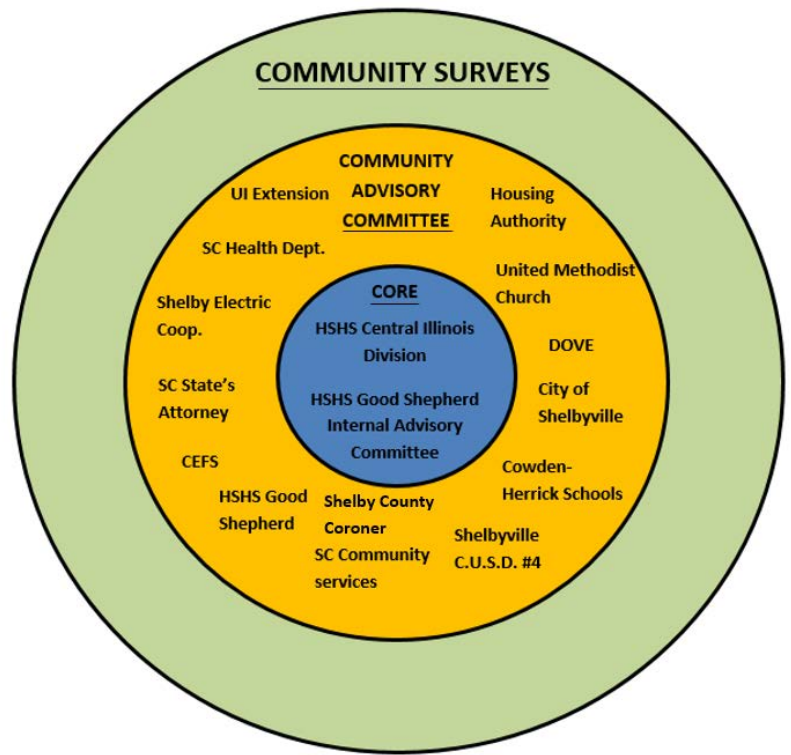 COMMUNITY SURVEYS
COMMUNITY
ADVISORY
COMMITTEE
UI Extension
SC Health Dept.
Shelby Electric
Coop.
SC State's
Attorney
CEFS
HSHS Good
Shepherd
Shelby County
Coroner
SC Community
services
Shelbyville
C.U.S.D. #4
Cowden-
Herrick Schools
City of
Shelbyville
DOVE
United Methodist
Church
Housing
Authority
CORE
HSHS Central Illinois
Division
HSHS Good Shepherd
Internal Advisory
Committee